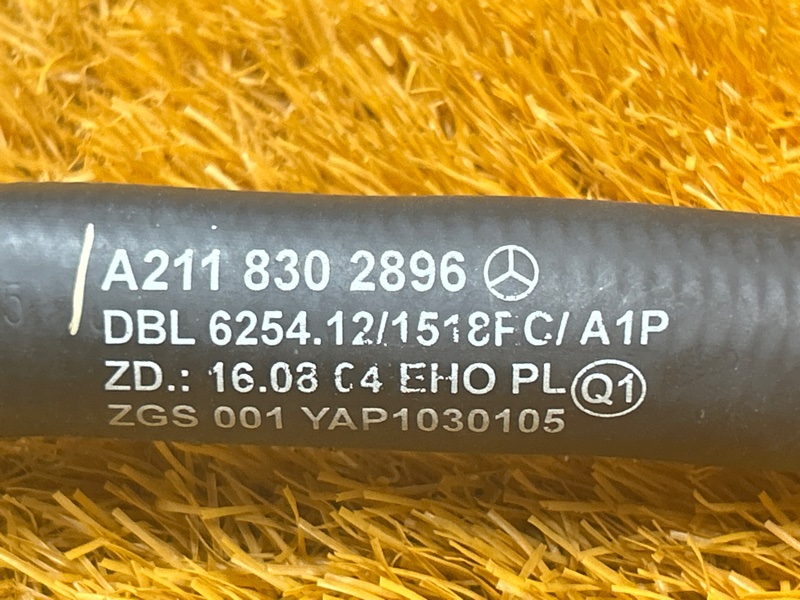 A211 830 2896
DBL 6254.12/1518FC/ A1P
ZD.: 16.08 04 EHO PL Q1
ZGS 001 YAP1030105